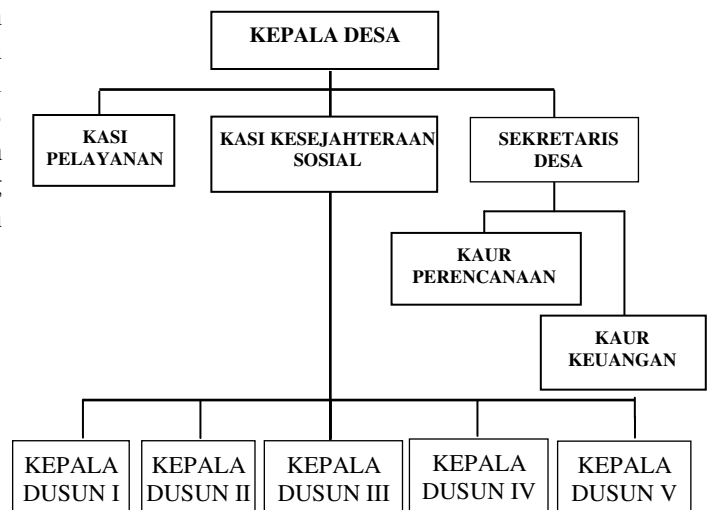 KEPALA DESA
KASI
PELAYANAN
KASI KESEJAHTERAAN
SOSIAL
SEKRETARIS
DESA
KAUR
PERENCANAAN
KAUR
KEUANGAN
KEPALA
DUSUN I
KEPALA
DUSUN II
KEPALA
DUSUN III
KEPALA
DUSUN IV
KEPALA
DUSUN V